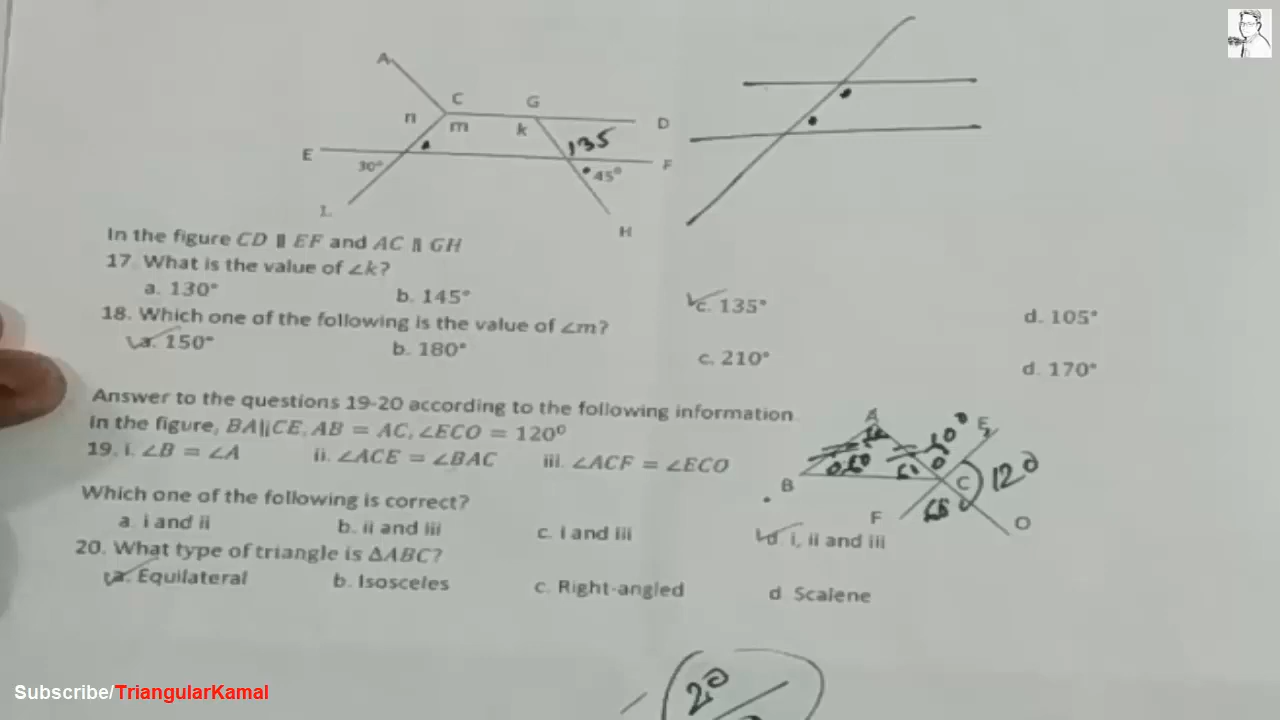 A
C
G
D
n
m
k
135
E
F
30°
45°
L
H
In the figure CD ∥ EF and AC ∥ GH
17. What is the value of ∠k?
a. 130°
b. 145°
c. 135°
d. 105°
18. Which one of the following is the value of ∠m?
a. 150°
b. 180°
c. 210°
d. 170°
Answer to the questions 19-20 according to the following information
In the figure, BA∥CE, AB = AC, ∠ECO = 120⁰
19. i. ∠B = ∠A
ii. ∠ACE = ∠BAC
iii. ∠ACF = ∠ECO
A
E
B
C
120
F
O
Which one of the following is correct?
a. i and ii
b. ii and iii
c. i and iii
d. i, ii and iii
20. What type of triangle is ΔABC?
a. Equilateral
b. Isosceles
c. Right-angled
d. Scalene
20
Subscribe/TriangularKamal